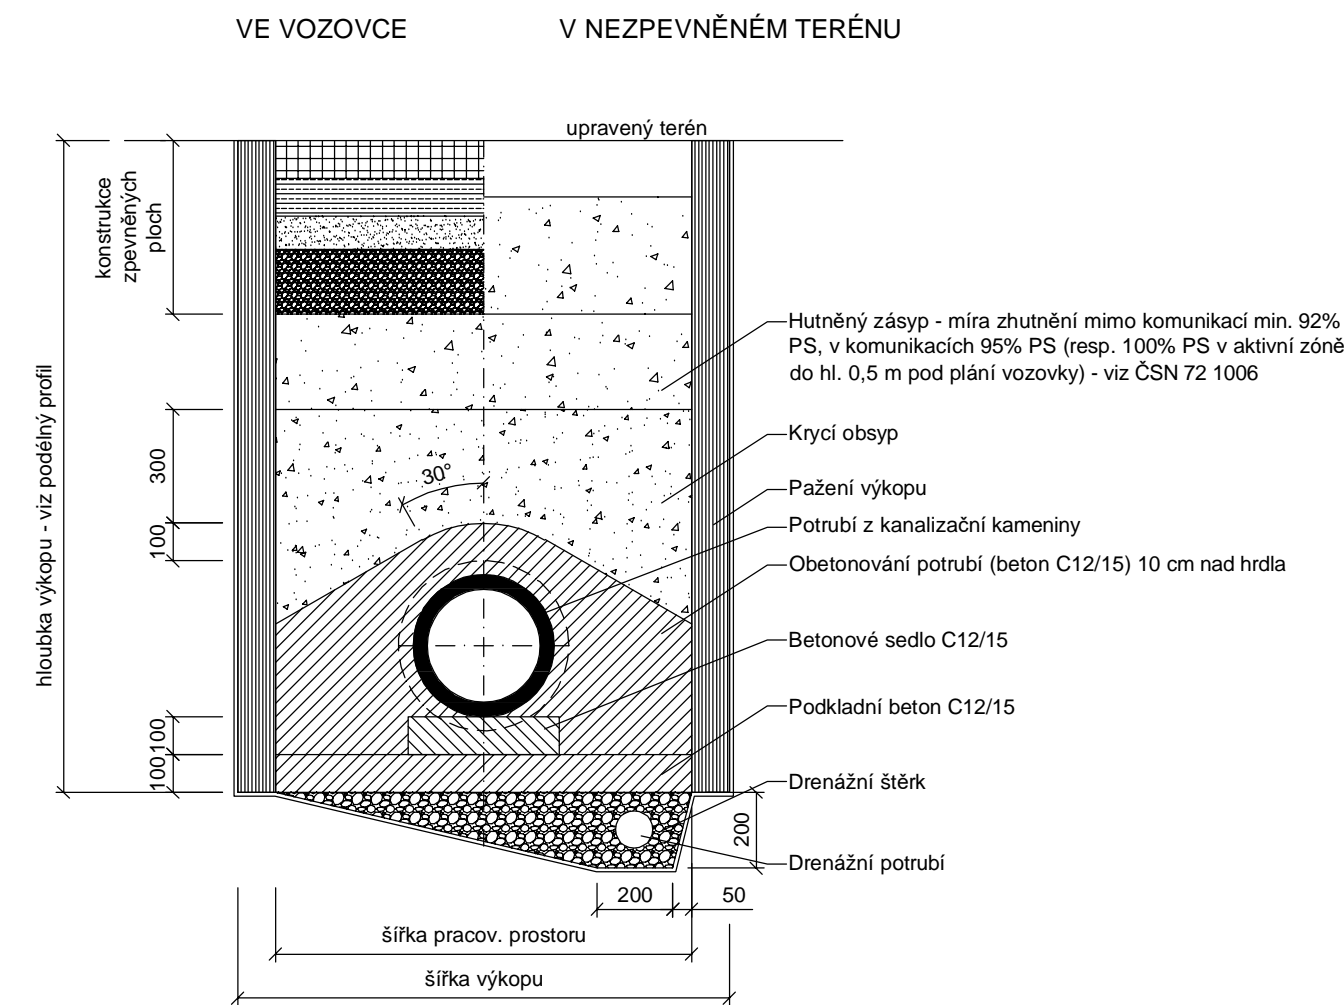 VE VOZOVCE
V NEZPEVNĚNÉM TERÉNU
upravený terén
konstrukce
zpevněných
ploch
hloubka výkopu - viz podélný profil
300
100
100
100
30°
Hutněný zásyp - míra zhutnění mimo komunikací min. 92%
PS, v komunikacích 95% PS (resp. 100% PS v aktivní zóně
do hl. 0,5 m pod plání vozovky) - viz ČSN 72 1006
Krycí obsyp
Pažení výkopu
Potrubí z kanalizační kameniny
Obetonování potrubí (beton C12/15) 10 cm nad hrdla
Betonové sedlo C12/15
Podkladní beton C12/15
Drenážní štěrk
Drenážní potrubí
200
200
50
šířka pracov. prostoru
šířka výkopu